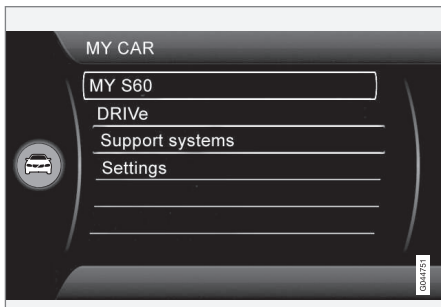 MY CAR
MY S60
DRIVe
Support systems
Settings
G044751